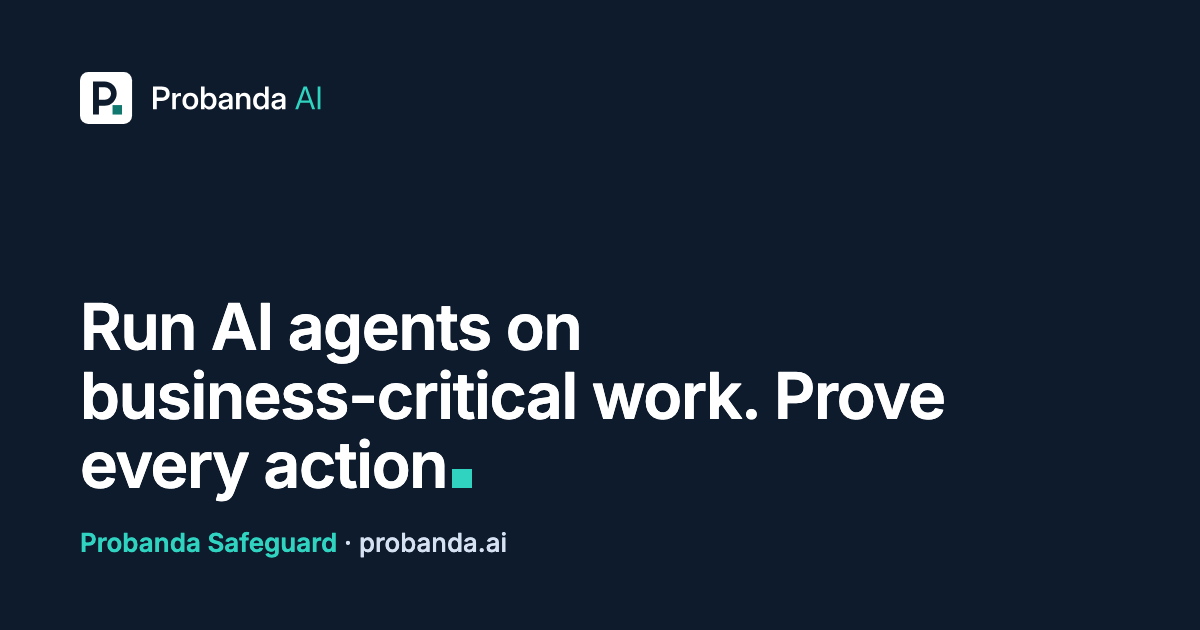 P.
Probanda AI
Run AI agents on
business-critical work. Prove
every action.
Probanda Safeguard · probanda.ai